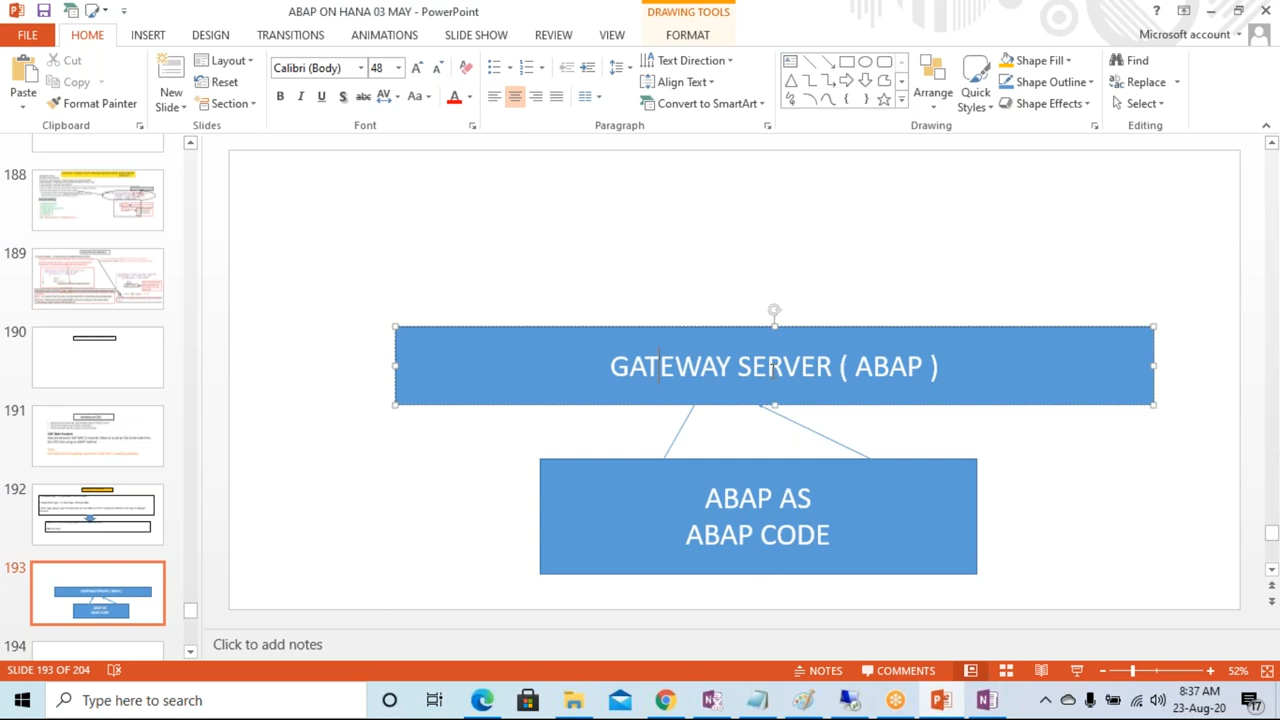 ABAP ON HANA 03 MAY - PowerPoint
DRAWING TOOLS
?
FILE HOME INSERT DESIGN TRANSITIONS ANIMATIONS SLIDE SHOW REVIEW VIEW FORMAT
Microsoft account
Paste
Cut
Copy
Format Painter
Clipboard
New
Slide
Layout
Reset
Section
Slides
Calibri (Body) 48
B I U S abc AV Aa A
Font
Text Direction
Align Text
Convert to SmartArt
Paragraph
Arrange
Quick
Styles
Shape Fill
Shape Outline
Shape Effects
Drawing
Find
Replace
Select
Editing
188
189
190
191
192
193
194
GATEWAY SERVER ( ABAP )
ABAP AS
ABAP CODE
Click to add notes
SLIDE 193 OF 204
NOTES COMMENTS 52%
Type here to search
8:37 AM
23-Aug-20
17